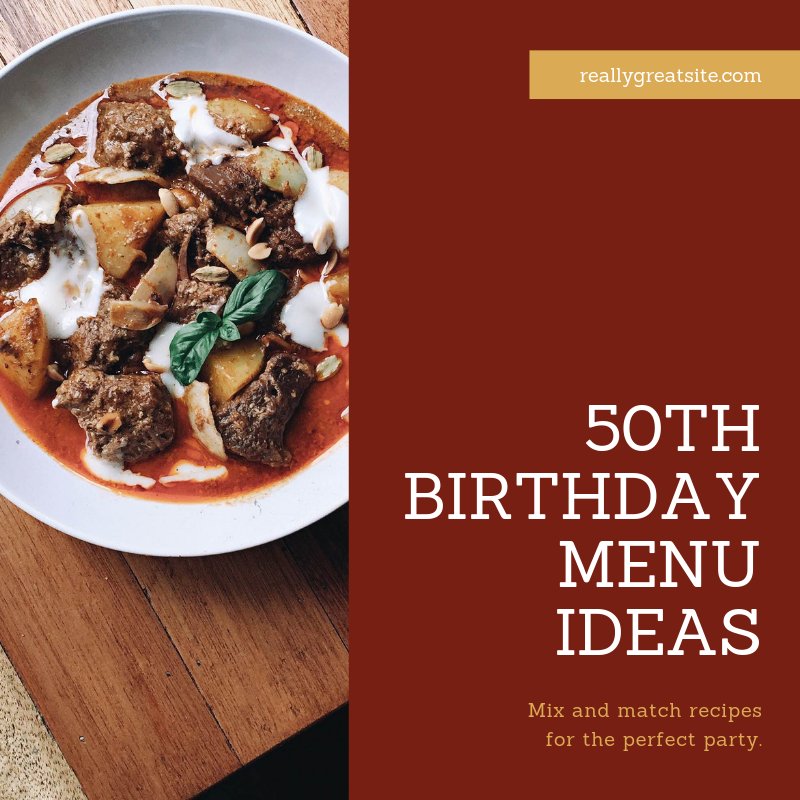 reallygreatsite.com
50TH
BIRTHDAY
MENU
IDEAS
Mix and match recipes
for the perfect party.